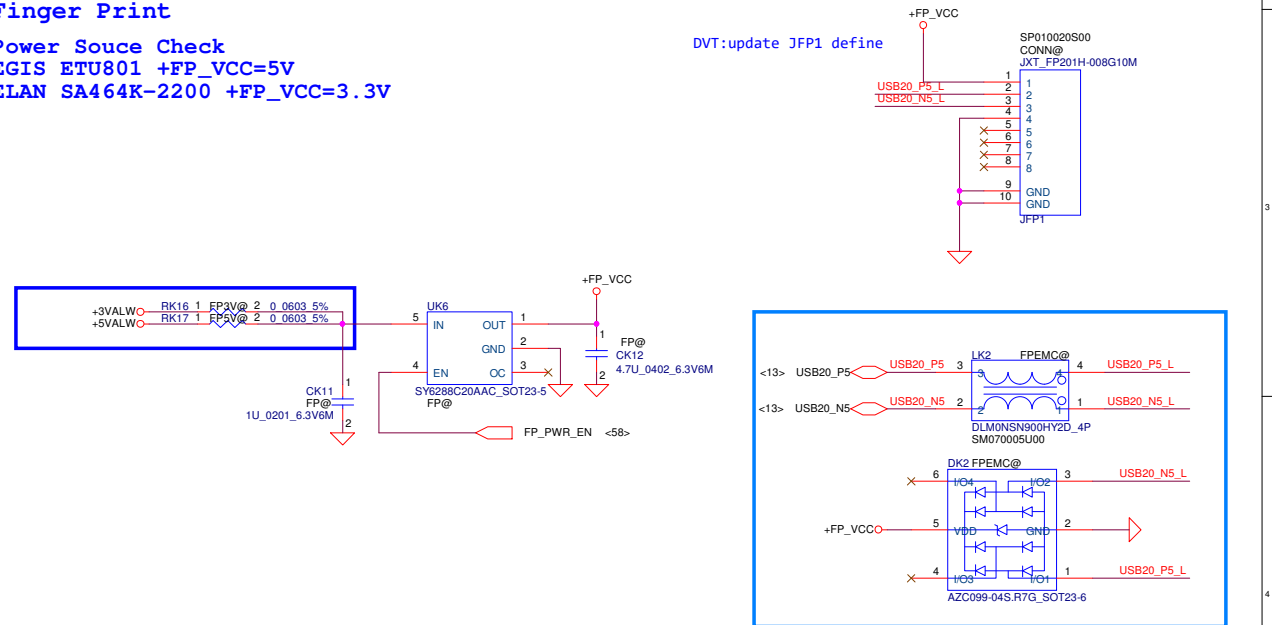 Finger Print
Power Souce Check
EGIS ETU801 +FP_VCC=5V
ELAN SA464K-2200 +FP_VCC=3.3V
DVT:update JFP1 define
+FP_VCC
SP010020S00
CONN@
JXT_FP201H-008G10M
1 1
USB20_P5_L 2 2
USB20_N5_L 3 3
4 4
5 5
6 6
7 7
8 8
9 GND
10 GND
JFP1
3
+3VALW RK16 1 FP3V@ 2 0_0603_5%
+5VALW RK17 1 FP5V@ 2 0_0603_5%
CK11
FP@
1U_0201_6.3V6M
1
2
UK6
5 IN OUT 1
GND 2
4 EN OC 3
SY6288C20AAC_SOT23-5
FP@
FP_PWR_EN <58>
+FP_VCC
1
FP@
CK12
4.7U_0402_6.3V6M
2
LK2 FPEMC@
<13> USB20_P5 USB20_P5 3 3 4 4 USB20_P5_L
<13> USB20_N5 USB20_N5 2 2 1 1 USB20_N5_L
DLM0NSN900HY2D_4P
SM070005U00
DK2 FPEMC@
6 I/O4 I/O2 3 USB20_N5_L
+FP_VCC 5 VDD GND 2
4 I/O3 I/O1 1 USB20_P5_L
AZC099-04S.R7G_SOT23-6
4